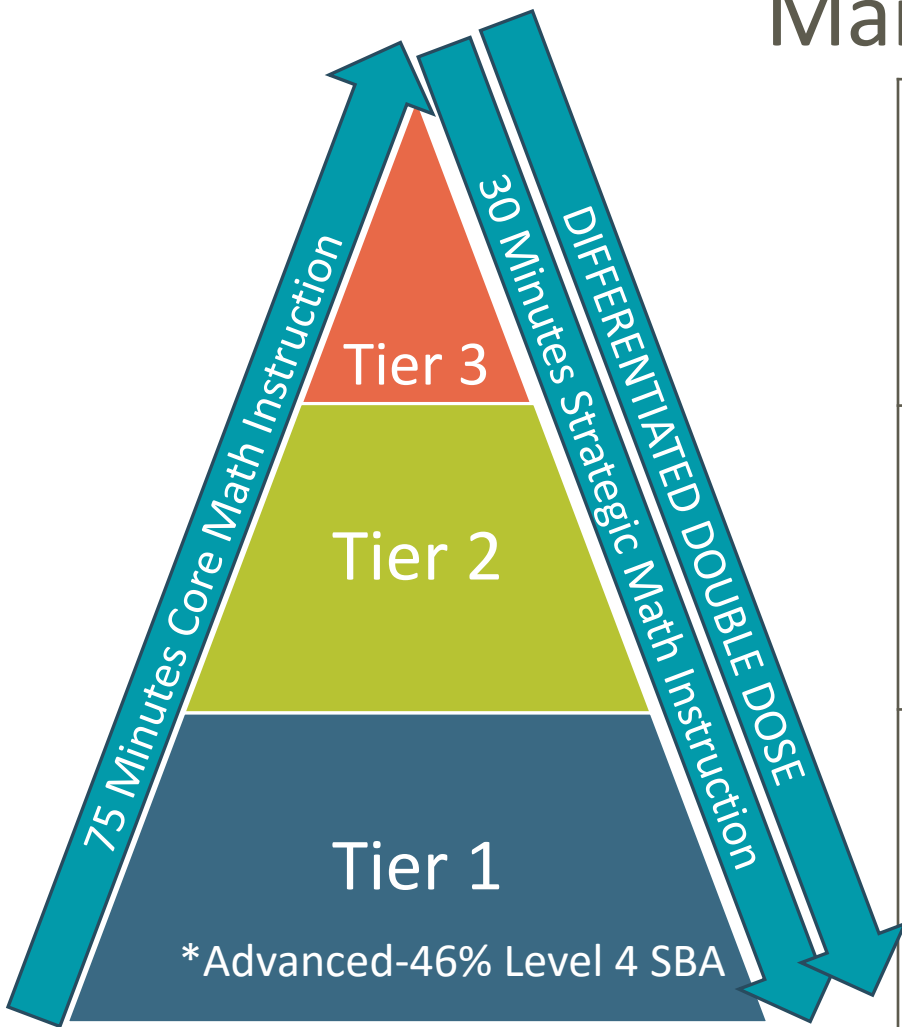 75 Minutes Core Math Instruction
30 Minutes Strategic Math Instruction
DIFFERENTIATED DOUBLE DOSE
Tier 3
Tier 2
Tier 1
*Advanced-46% Level 4 SBA